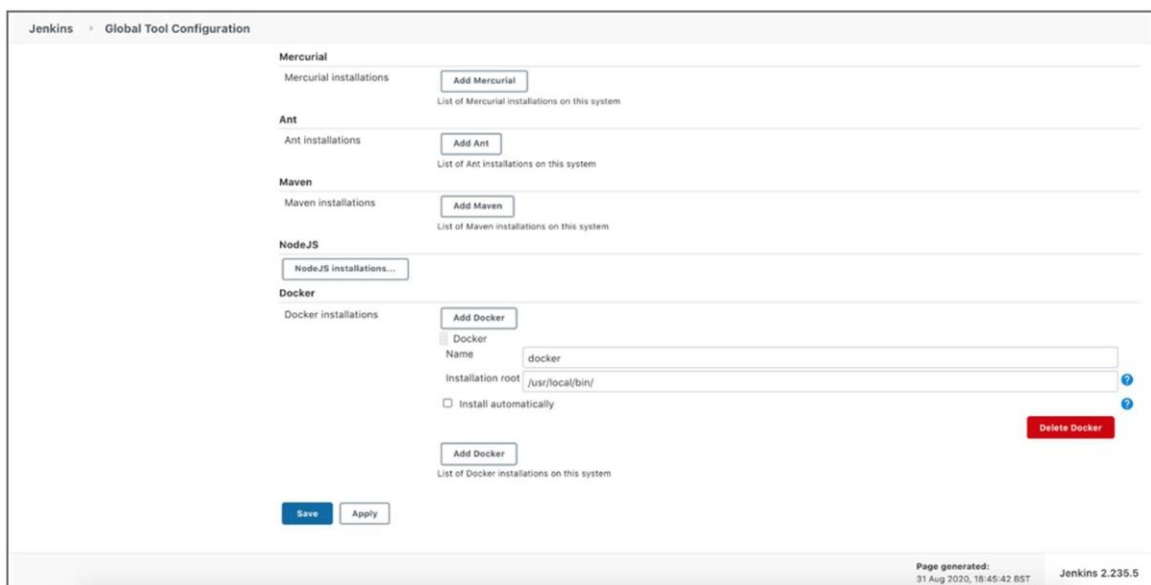 Jenkins › Global Tool Configuration
Mercurial
Mercurial installations
Add Mercurial
List of Mercurial installations on this system
Ant
Ant installations
Add Ant
List of Ant installations on this system
Maven
Maven installations
Add Maven
List of Maven installations on this system
NodeJS
NodeJS installations...
Docker
Docker installations
Add Docker
Docker
Name docker
Installation root /usr/local/bin/ ?
Install automatically ?
Delete Docker
Add Docker
List of Docker installations on this system
Save Apply
Page generated:
31 Aug 2020, 18:45:42 BST
Jenkins 2.235.5